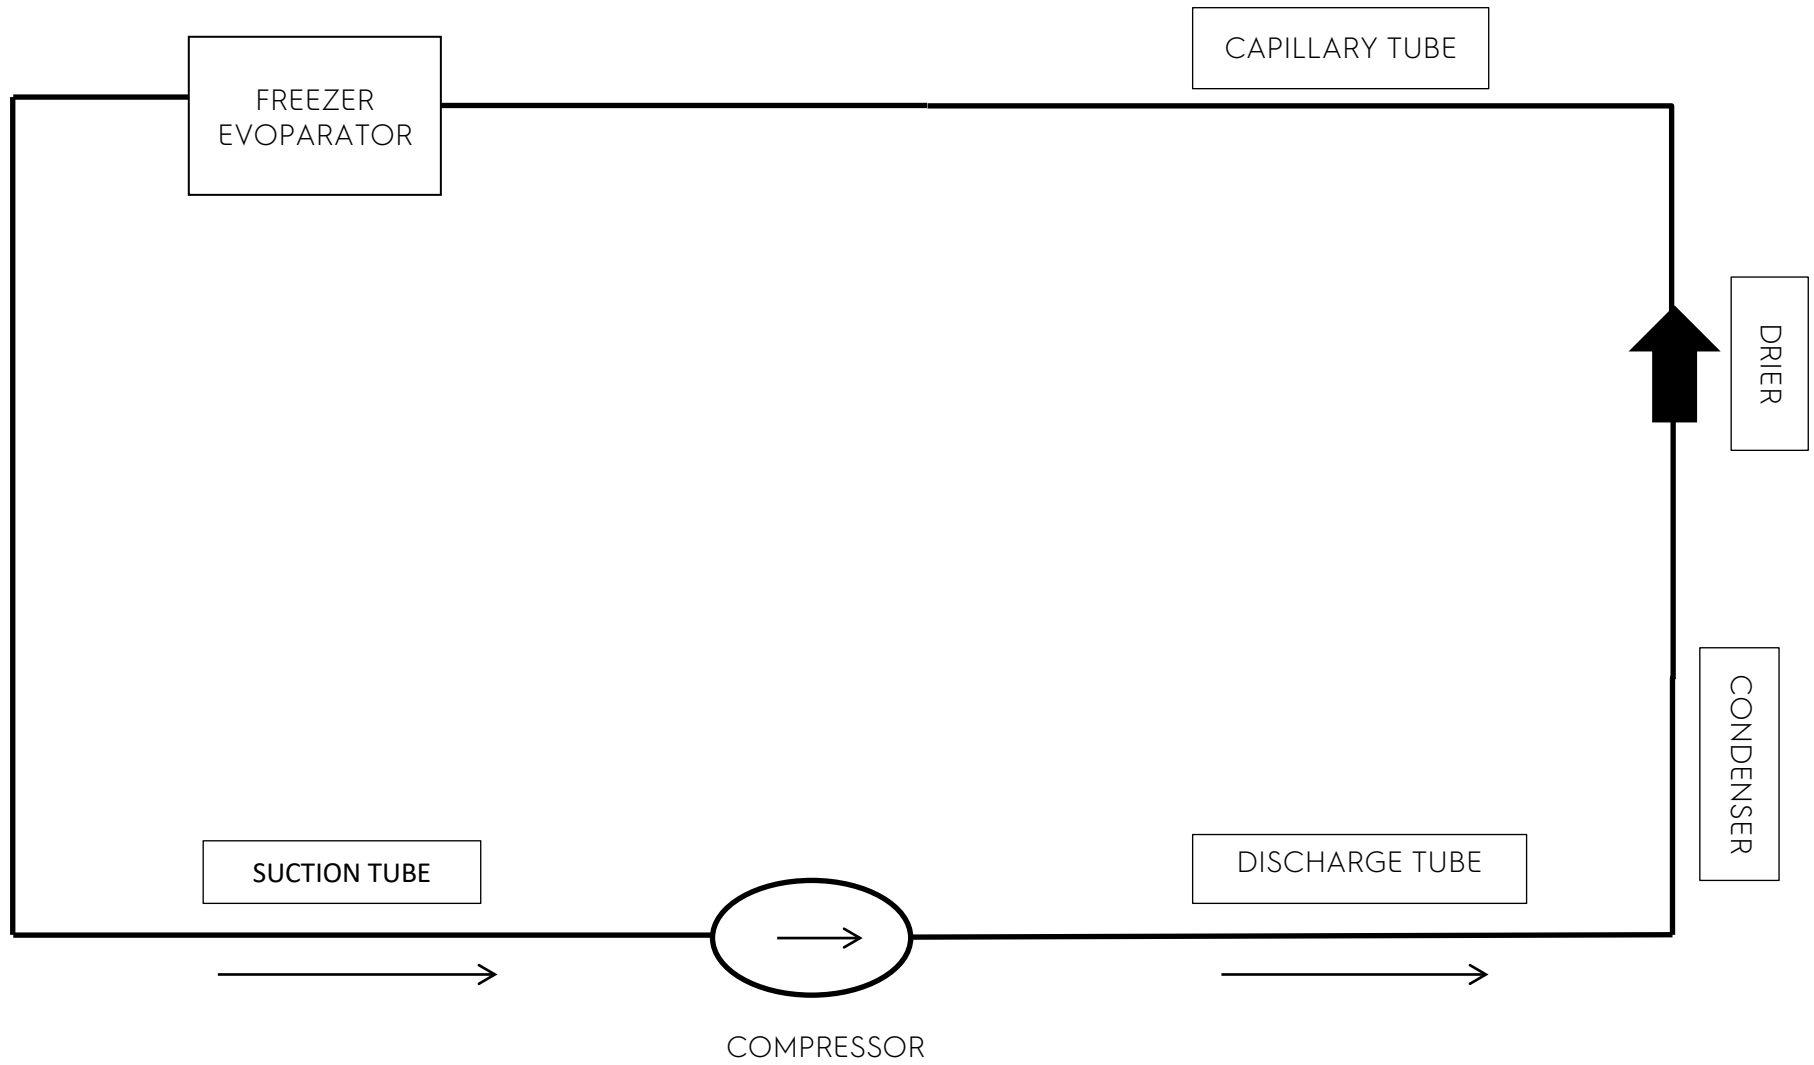 CAPILLARY TUBE
FREEZER
EVOPARATOR
DRIER
CONDENSER
SUCTION TUBE
DISCHARGE TUBE
COMPRESSOR